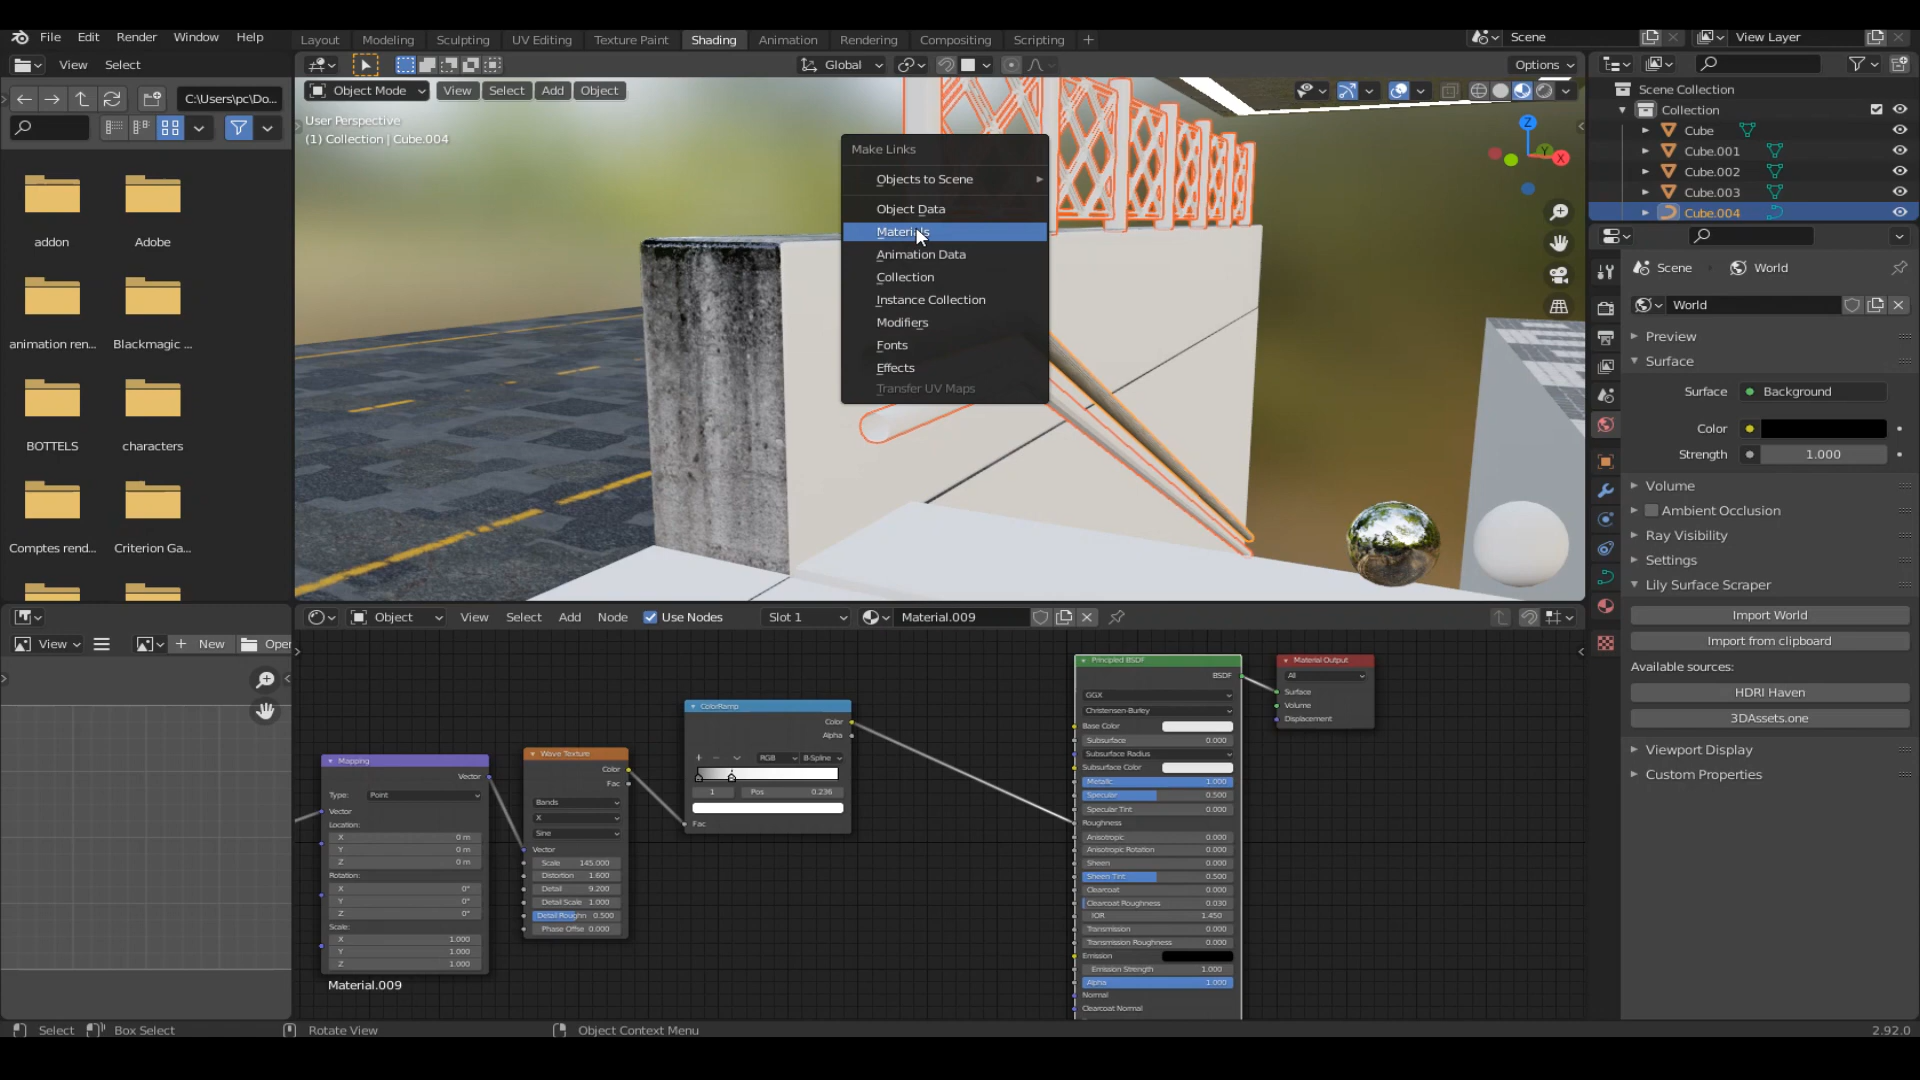 File Edit Render Window Help
Layout Modeling Sculpting UV Editing Texture Paint Shading Animation Rendering Compositing Scripting +
Scene
View Layer
View Select
Global
Options
C:\Users\pc\Do...
Object Mode View Select Add Object
User Perspective
(1) Collection | Cube.004
addon
Adobe
animation ren...
Blackmagic ...
BOTTELS
characters
Comptes rend...
Criterion Ga...
Make Links
Objects to Scene
Object Data
Materials
Animation Data
Collection
Instance Collection
Modifiers
Fonts
Effects
Transfer UV Maps
Z
Y
X
Scene Collection
Collection
Cube
Cube.001
Cube.002
Cube.003
Cube.004
Scene World
World
Preview
Surface
Surface Background
Color
Strength 1.000
Volume
Ambient Occlusion
Ray Visibility
Settings
Lily Surface Scraper
Import World
Import from clipboard
Available sources:
HDRI Haven
3DAssets.one
Viewport Display
Custom Properties
View + New Open
Object View Select Add Node Use Nodes Slot 1 Material.009
Mapping
Vector
Type: Point
Vector
Location:
X 0 m
Y 0 m
Z 0 m
Rotation:
X 0°
Y 0°
Z 0°
Scale:
X 1.000
Y 1.000
Z 1.000
Material.009
Wave Texture
Color
Fac
Bands
X
Sine
Vector
Scale 145.000
Distortion 1.600
Detail 9.200
Detail Scale 1.000
Detail Roughn 0.500
Phase Offse 0.000
ColorRamp
Color
Alpha
+ − RGB B-Spline
1 Pos 0.236
Fac
Principled BSDF
BSDF
GGX
Christensen-Burley
Base Color
Subsurface 0.000
Subsurface Radius
Subsurface Color
Metallic 1.000
Specular 0.500
Specular Tint 0.000
Roughness
Anisotropic 0.000
Anisotropic Rotation 0.000
Sheen 0.000
Sheen Tint 0.500
Clearcoat 0.000
Clearcoat Roughness 0.030
IOR 1.450
Transmission 0.000
Transmission Roughness 0.000
Emission
Emission Strength 1.000
Alpha 1.000
Normal
Clearcoat Normal
Material Output
All
Surface
Volume
Displacement
Select Box Select Rotate View Object Context Menu 2.92.0